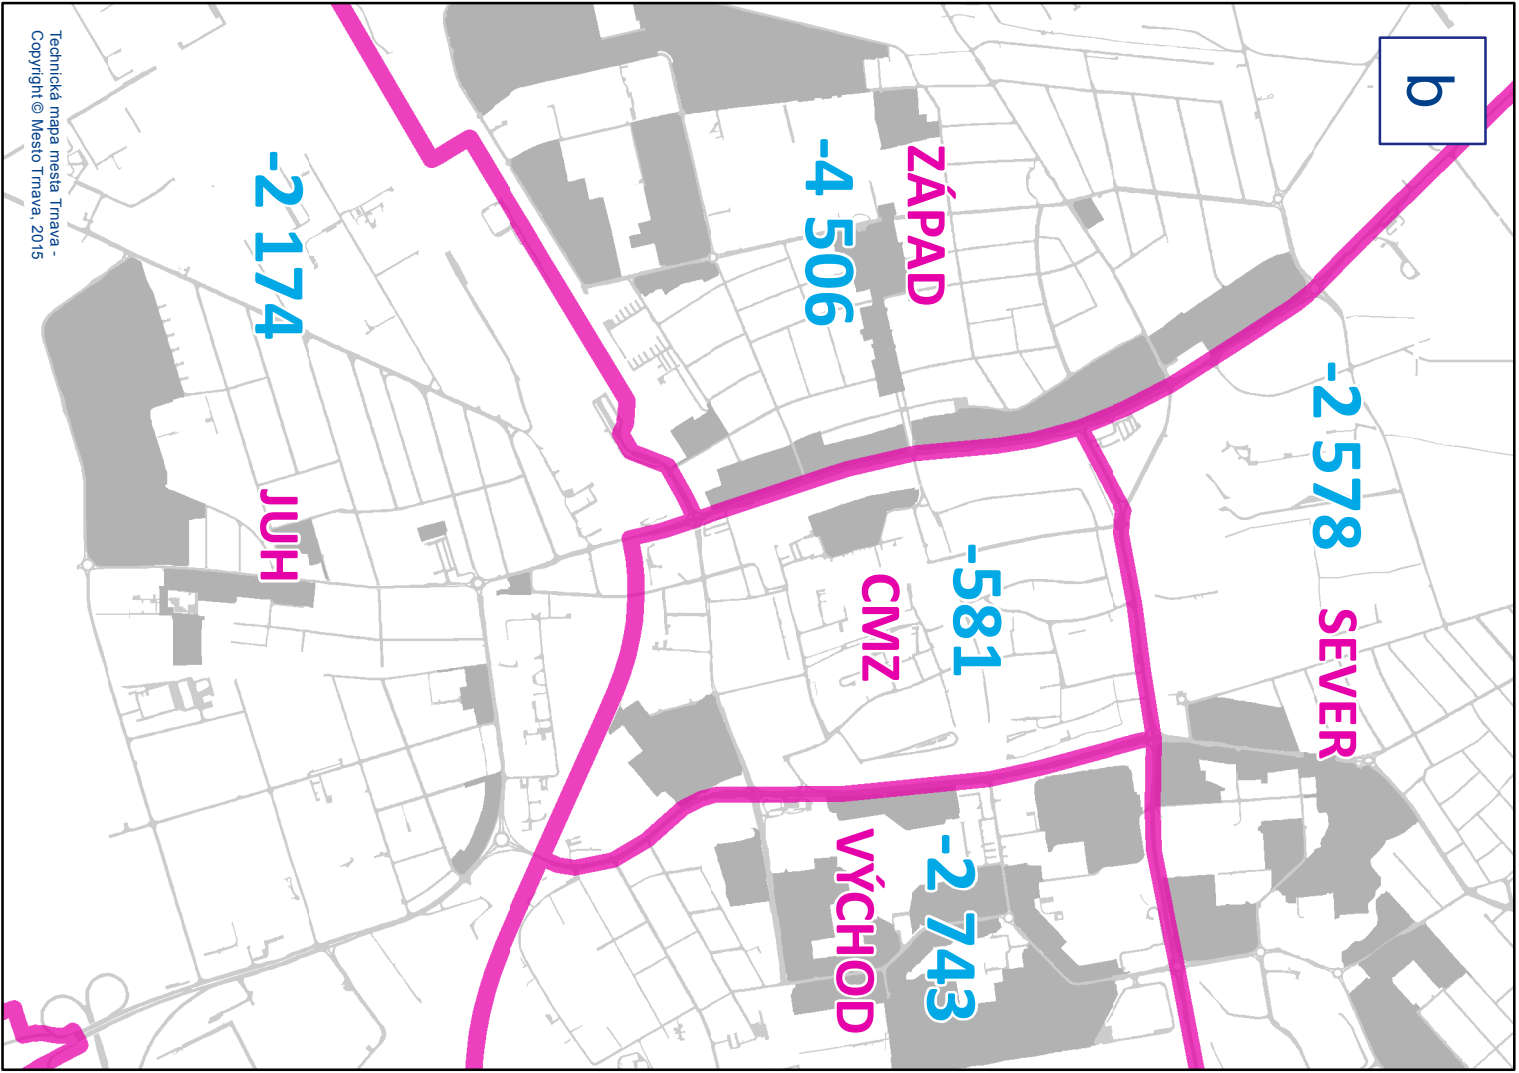 b
SEVER
-2 578
ZÁPAD
-4 506
-581
CMZ
-2 743
VÝCHOD
-2 174
JUH
Technická mapa mesta Trnava -
Copyright © Mesto Trnava, 2015